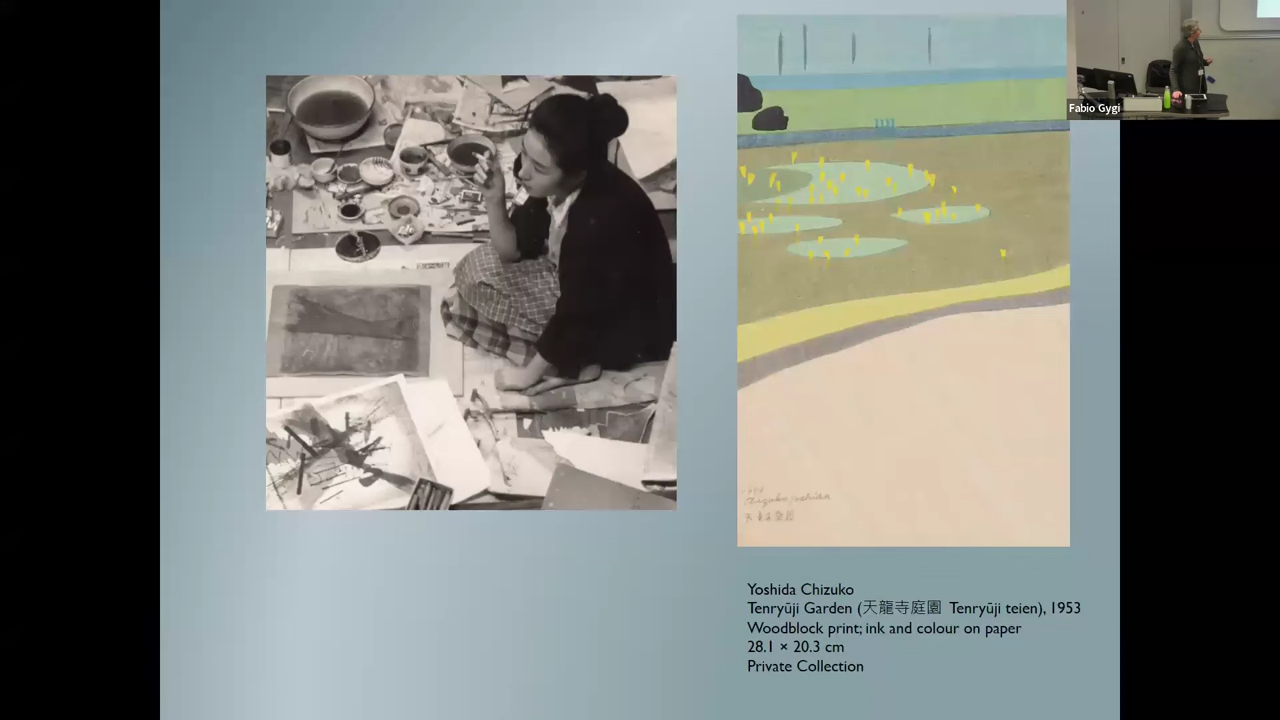 Fabio Gygi
Yoshida Chizuko
Tenryūji Garden (天龍寺庭園 Tenryūji teien), 1953
Woodblock print; ink and colour on paper
28.1 × 20.3 cm
Private Collection